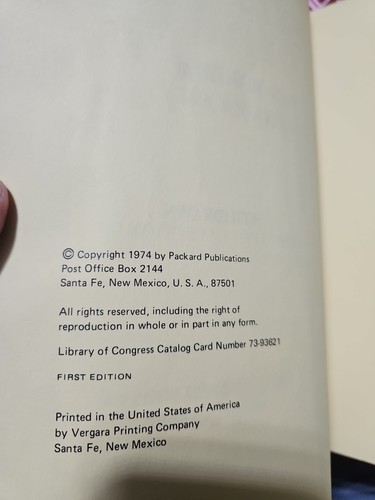 © Copyright 1974 by Packard Publications
Post Office Box 2144
Santa Fe, New Mexico, U. S. A., 87501
All rights reserved, including the right of
reproduction in whole or in part in any form.
Library of Congress Catalog Card Number 73-93821
FIRST EDITION
Printed in the United States of America
by Vergara Printing Company
Santa Fe, New Mexico